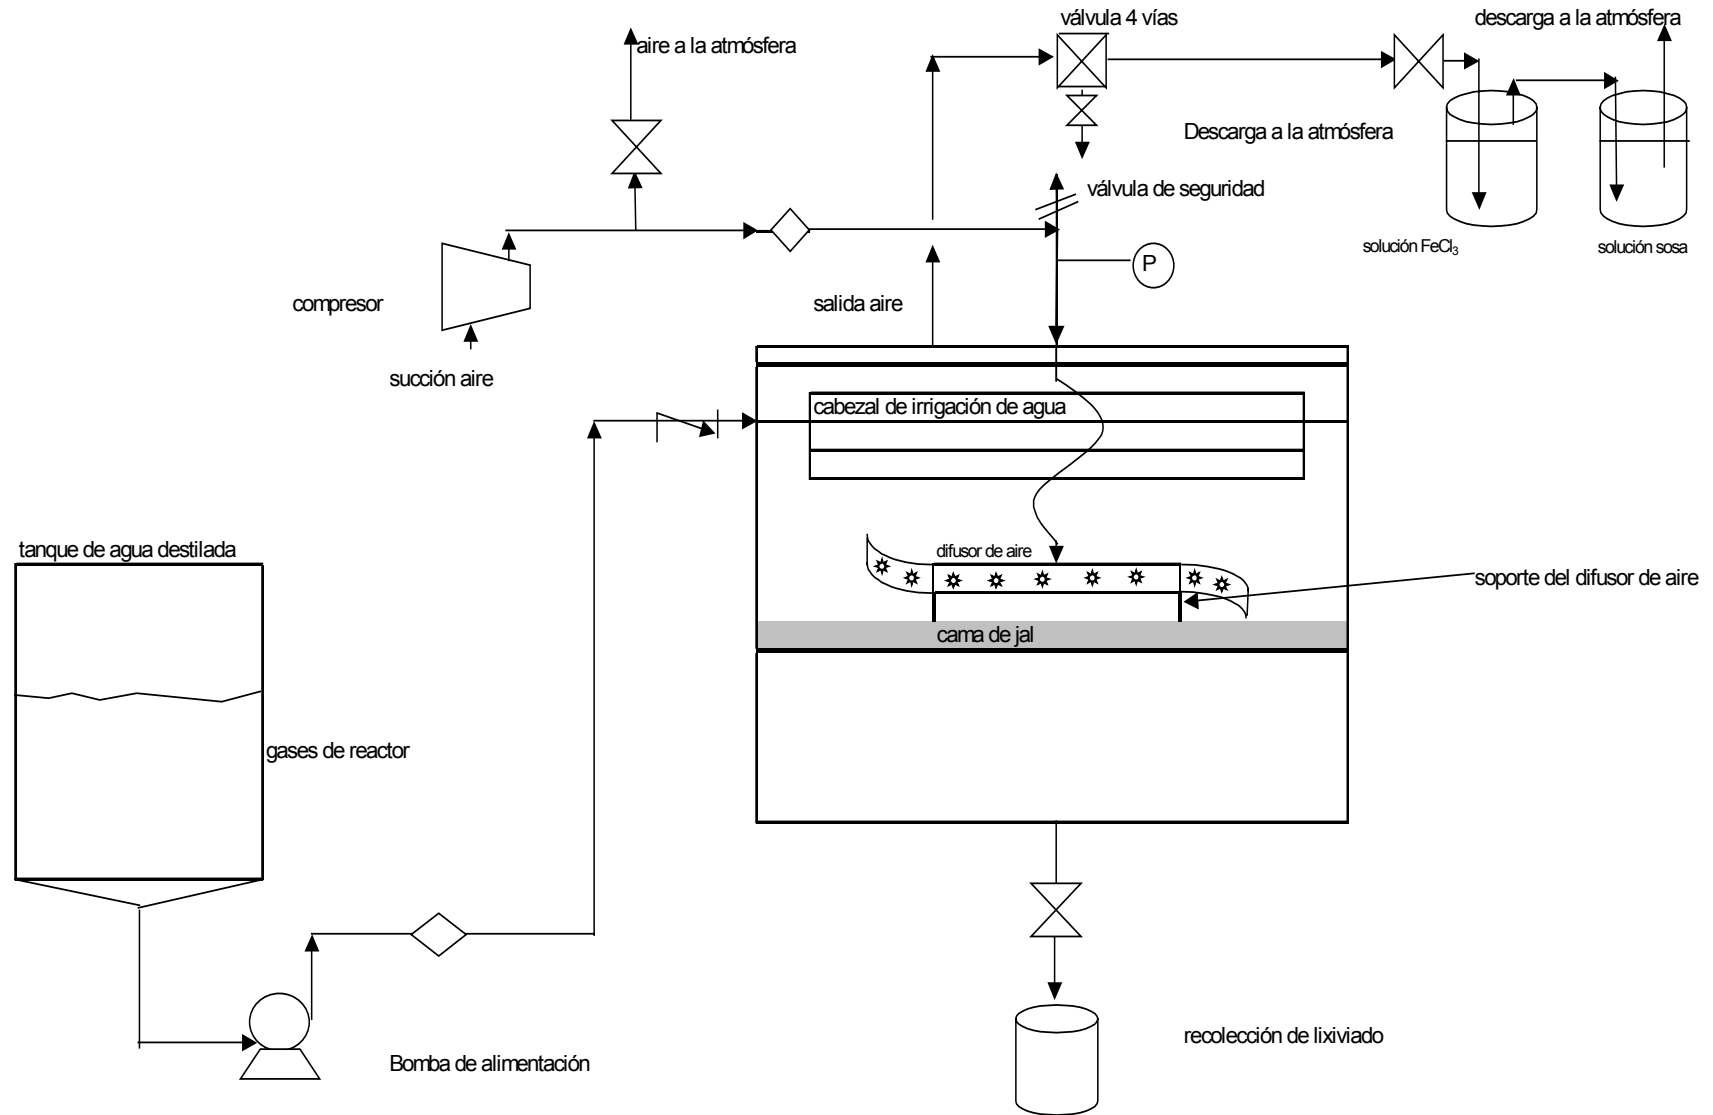 válvula 4 vías
descarga a la atmósfera
aire a la atmósfera
Descarga a la atmósfera
válvula de seguridad
solución FeCl₃
solución sosa
P
compresor
salida aire
succión aire
cabezal de irrigación de agua
tanque de agua destilada
difusor de aire
soporte del difusor de aire
cama de jal
gases de reactor
recolección de lixiviado
Bomba de alimentación